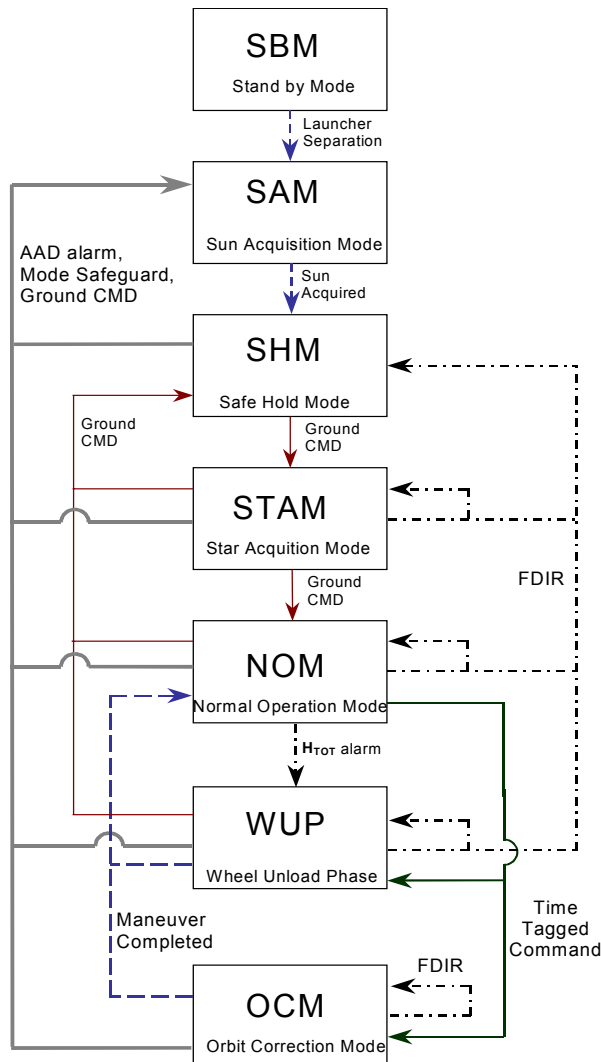 SBM
Stand by Mode
Launcher
Separation
SAM
Sun Acquisition Mode
AAD alarm,
Mode Safeguard,
Ground CMD
Sun
Acquired
SHM
Safe Hold Mode
Ground
CMD
Ground
CMD
STAM
Star Acqution Mode
FDIR
Ground
CMD
NOM
Normal Operation Mode
HTOT alarm
WUP
Wheel Unload Phase
Maneuver
Completed
Time
Tagged
Command
FDIR
OCM
Orbit Correction Mode